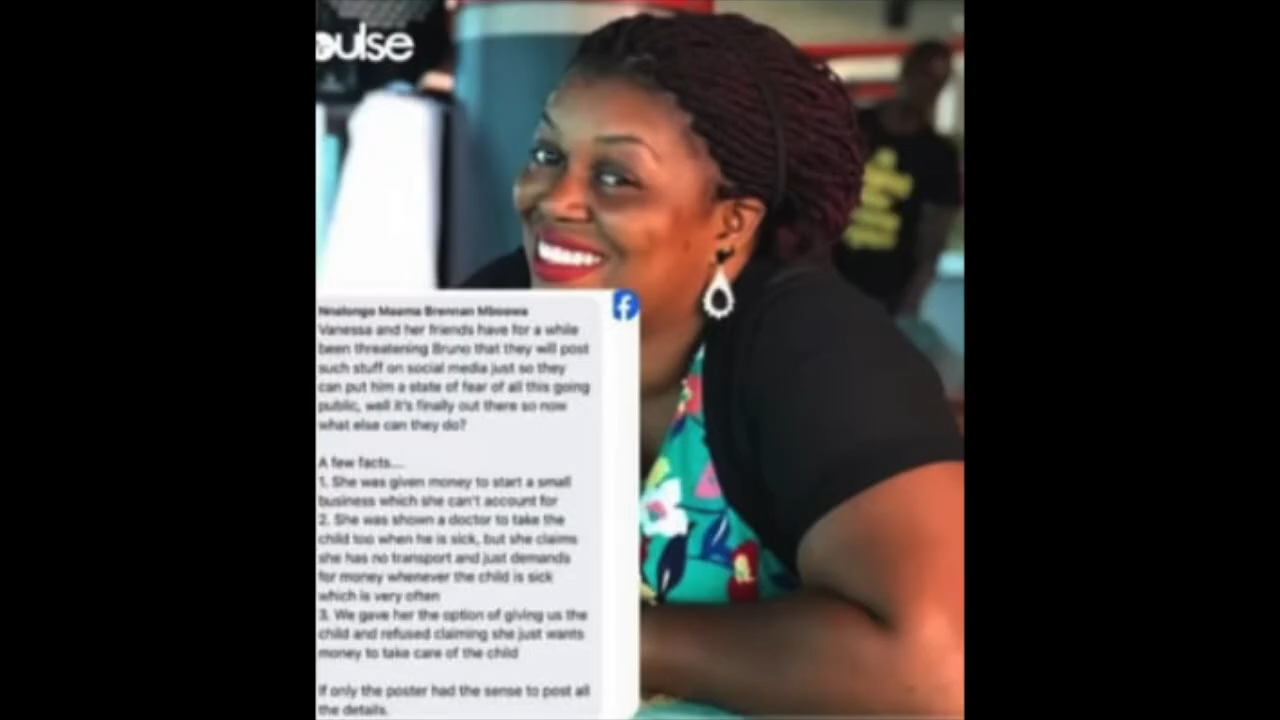 pulse
Nnalongo Maama Brennan Mboowa
Vanessa and her friends have for a while
been threatening Bruno that they will post
such stuff on social media just so they
can put him a state of fear of all this going
public, well it's finally out there so now
what else can they do?
A few facts...
1. She was given money to start a small
business which she can't account for
2. She was shown a doctor to take the
child too when he is sick, but she claims
she has no transport and just demands
for money whenever the child is sick
which is very often
3. We gave her the option of giving us the
child and refused claiming she just wants
money to take care of the child
If only the poster had the sense to post all
the details.